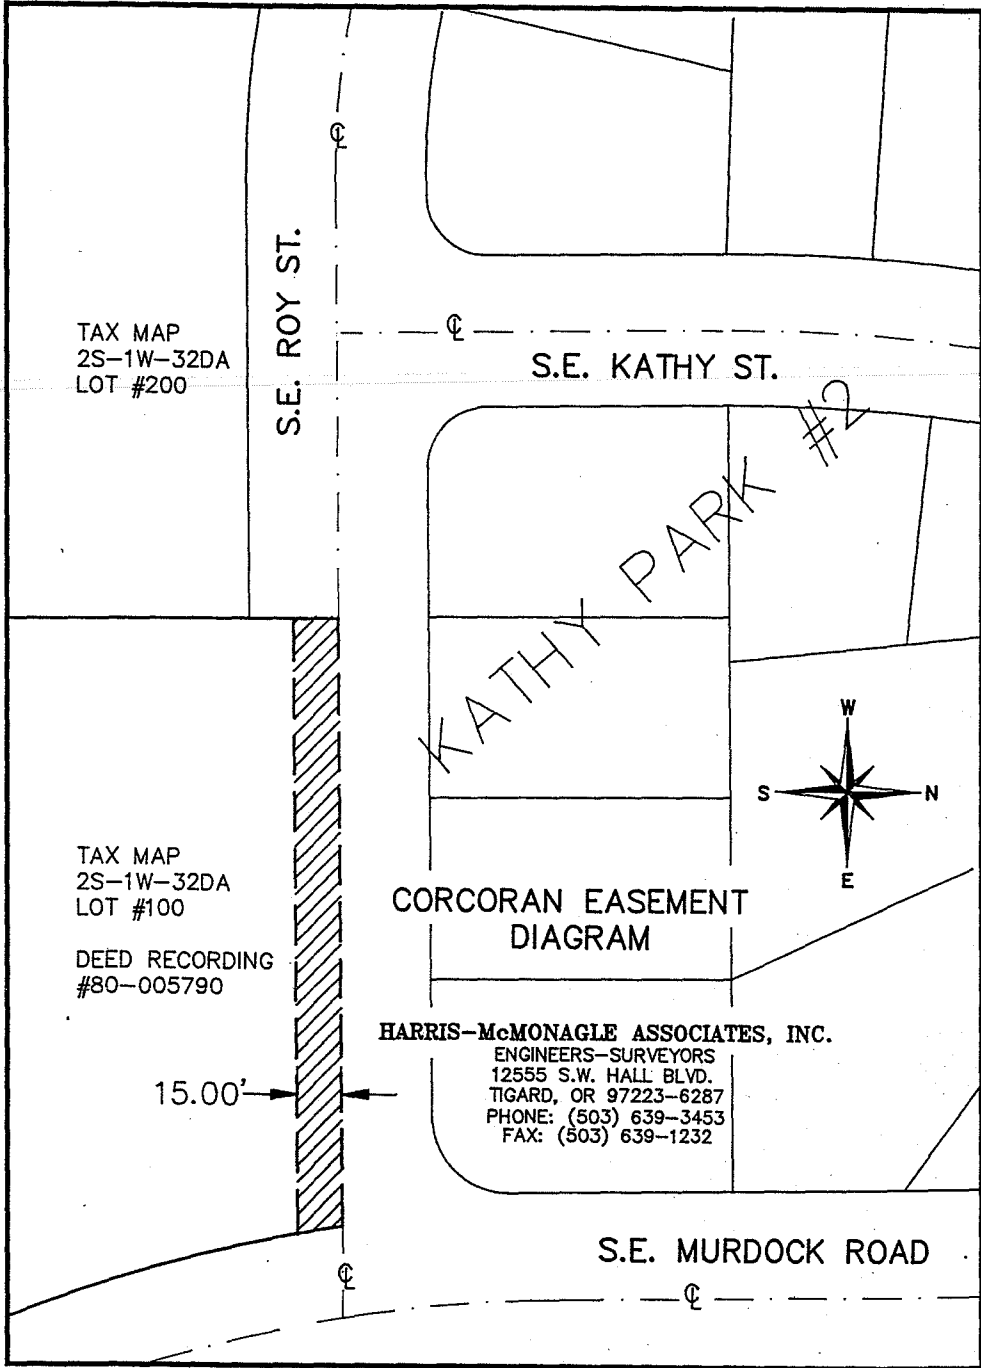 ℄
S.E. ROY ST.
TAX MAP
2S-1W-32DA
LOT #200
℄
S.E. KATHY ST.
KATHY PARK #2
W
S N
E
TAX MAP
2S-1W-32DA
LOT #100
DEED RECORDING
#80-005790
CORCORAN EASEMENT
DIAGRAM
HARRIS-McMONAGLE ASSOCIATES, INC.
ENGINEERS-SURVEYORS
12555 S.W. HALL BLVD.
TIGARD, OR 97223-6287
PHONE: (503) 639-3453
FAX: (503) 639-1232
15.00'
S.E. MURDOCK ROAD
℄
℄